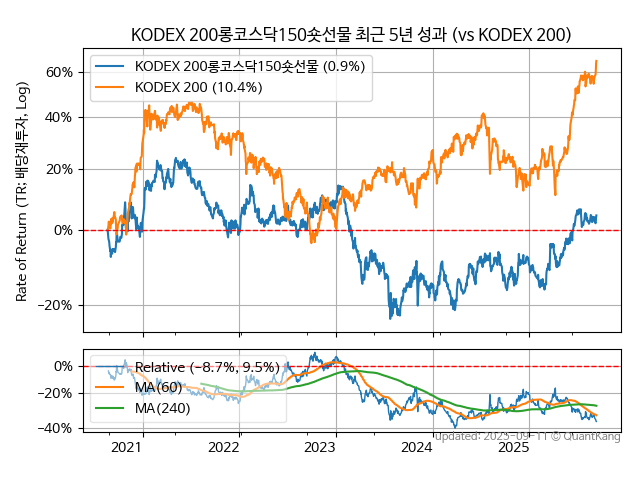 KODEX 200롱코스닥150숏선물 최근 5년 성과 (vs KODEX 200)
Rate of Return (TR: 배당재투자, Log)
KODEX 200롱코스닥150숏선물 (0.9%)
KODEX 200 (10.4%)
60%
40%
20%
0%
−20%
Relative (-8.7%, 9.5%)
MA(60)
MA(240)
0%
−20%
−40%
2021
2022
2023
2024
2025
Updated: 2025-09-11 © QuantKang